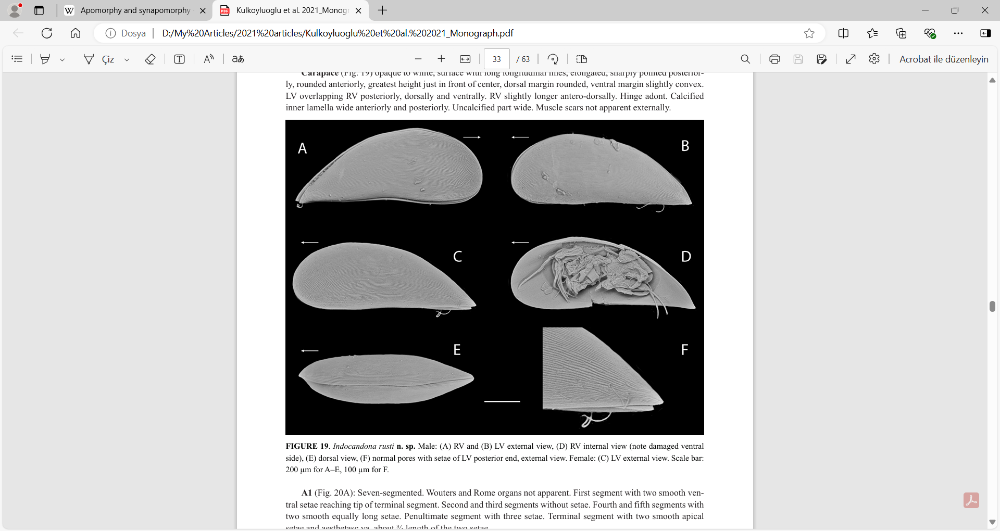 Apomorphy and synapomorphy
Kulkoyluoglu et al. 2021_Monogr
Dosya
D:/My%20Articles/2021%20articles/Kulkoyluoglu%20et%20al.%202021_Monograph.pdf
Çiz
33 / 63
Acrobat ile düzenleyin
Carapace (Fig. 19) opaque to white, surface with long longitudinal lines, elongated, sharply pointed posterior-
ly, rounded anteriorly, greatest height just in front of center, dorsal margin rounded, ventral margin slightly convex.
LV overlapping RV posteriorly, dorsally and ventrally. RV slightly longer antero-dorsally. Hinge adont. Calcified
inner lamella wide anteriorly and posteriorly. Uncalcified part wide. Muscle scars not apparent externally.
A
B
C
D
E
F
FIGURE 19. Indocandona rusti n. sp. Male: (A) RV and (B) LV external view, (D) RV internal view (note damaged ventral
side), (E) dorsal view, (F) normal pores with setae of LV posterior end, external view. Female: (C) LV external view. Scale bar:
200 µm for A–E, 100 µm for F.
A1 (Fig. 20A): Seven-segmented. Wouters and Rome organs not apparent. First segment with two smooth ven-
tral setae reaching tip of terminal segment. Second and third segments without setae. Fourth and fifth segments with
two smooth equally long setae. Penultimate segment with three setae. Terminal segment with two smooth apical
setae and aesthetasc ya, about ¾ length of the two setae.